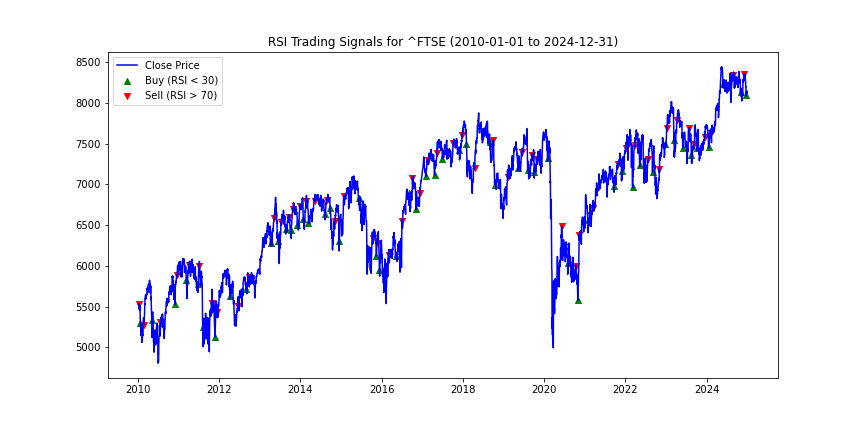 RSI Trading Signals for ^FTSE (2010-01-01 to 2024-12-31)
Close Price
Buy (RSI < 30)
Sell (RSI > 70)
8500
8000
7500
7000
6500
6000
5500
5000
2010 2012 2014 2016 2018 2020 2022 2024